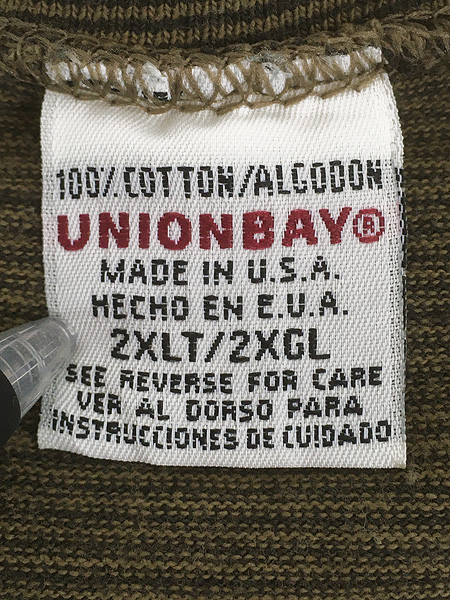 100% COTTON/ALGODON
UNIONBAY®
MADE IN U.S.A.
HECHO EN E.U.A.
2XLT/2XGL
SEE REVERSE FOR CARE
VER AL DORSO PARA
INSTRUCCIONES DE CUIDADO